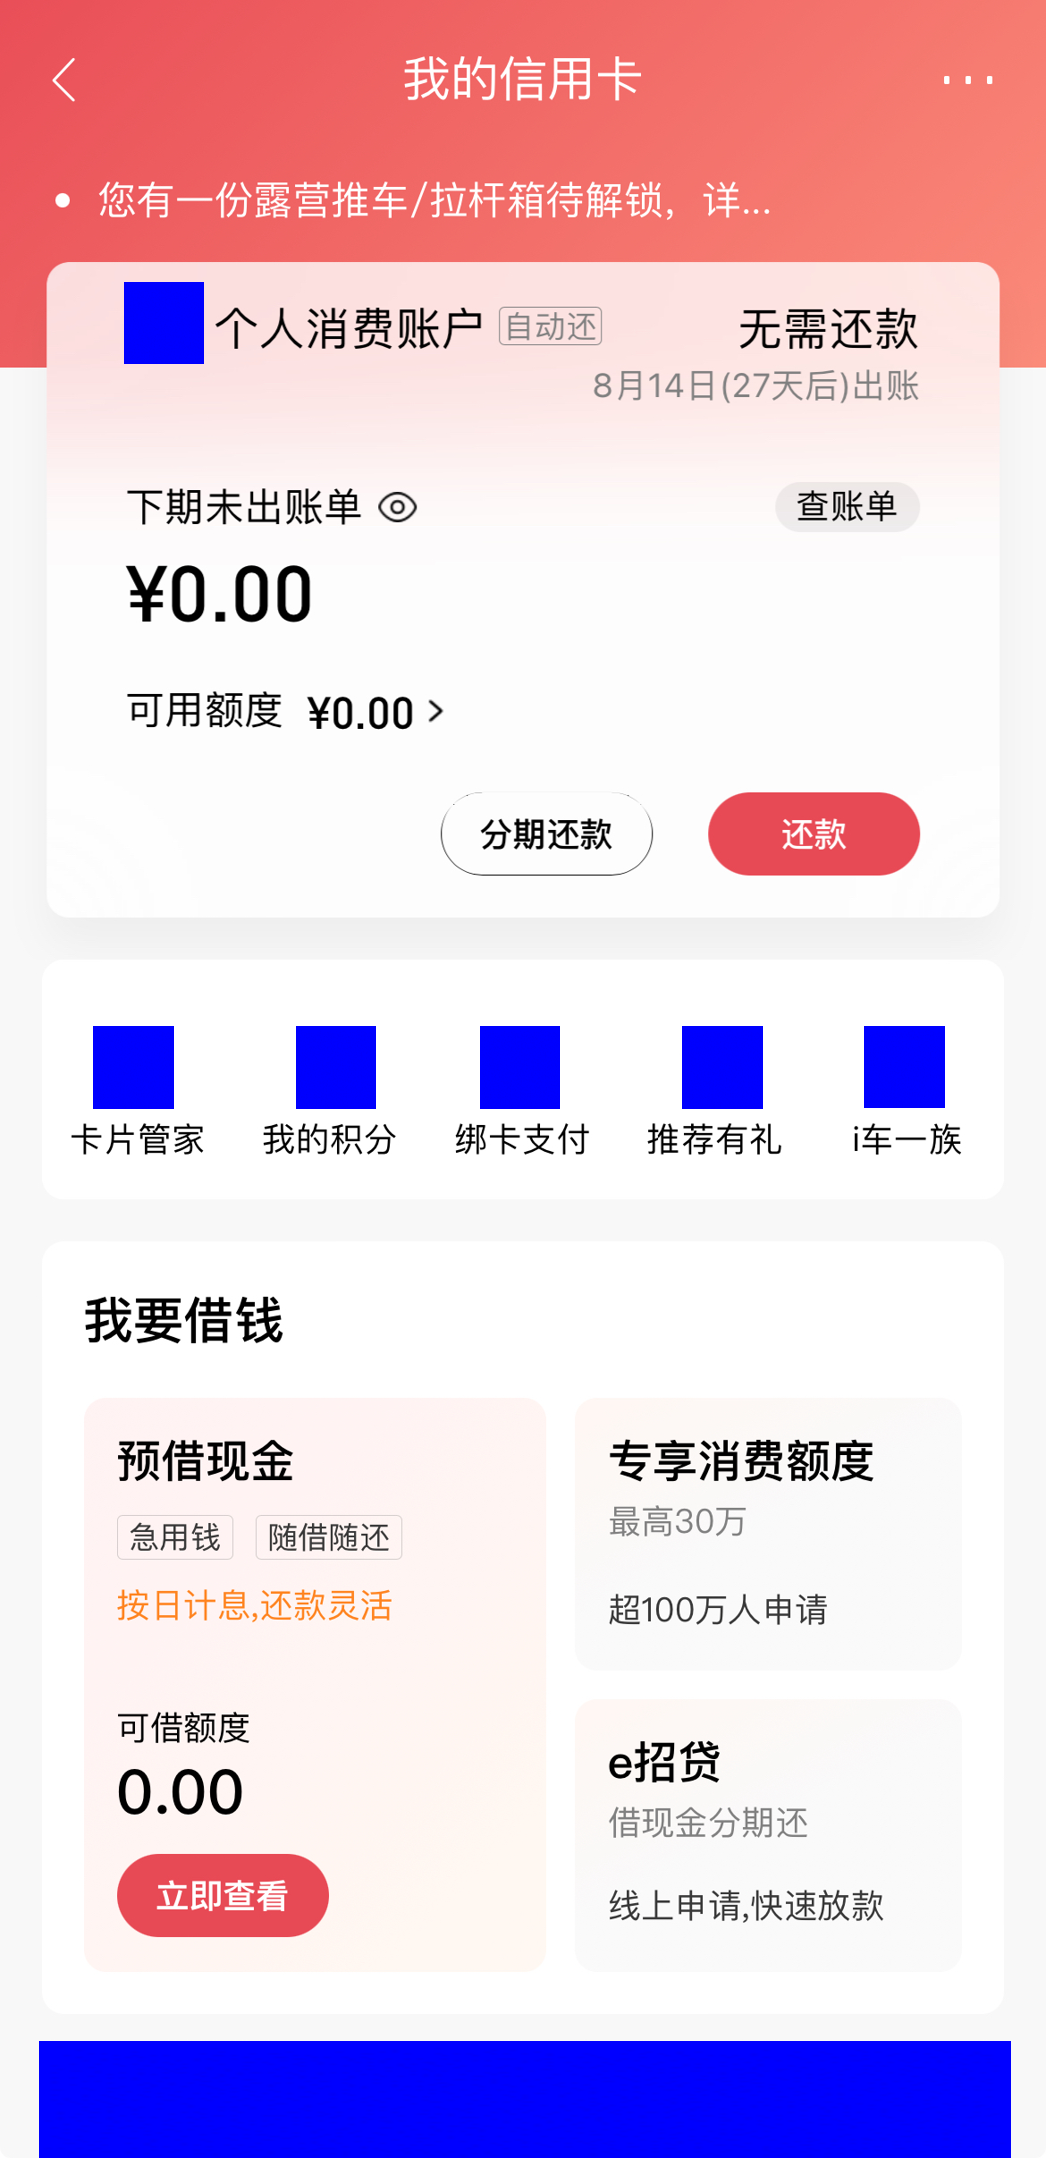 我的信用卡
您有一份露营推车/拉杆箱待解锁，详...
个人消费账户 自动还 无需还款
8月14日(27天后)出账
下期未出账单 查账单
¥0.00
可用额度 ¥0.00
分期还款 还款
卡片管家 我的积分 绑卡支付 推荐有礼 i车一族
我要借钱
预借现金
急用钱 随借随还
按日计息,还款灵活
可借额度
0.00
立即查看
专享消费额度
最高30万
超100万人申请
e招贷
借现金分期还
线上申请,快速放款